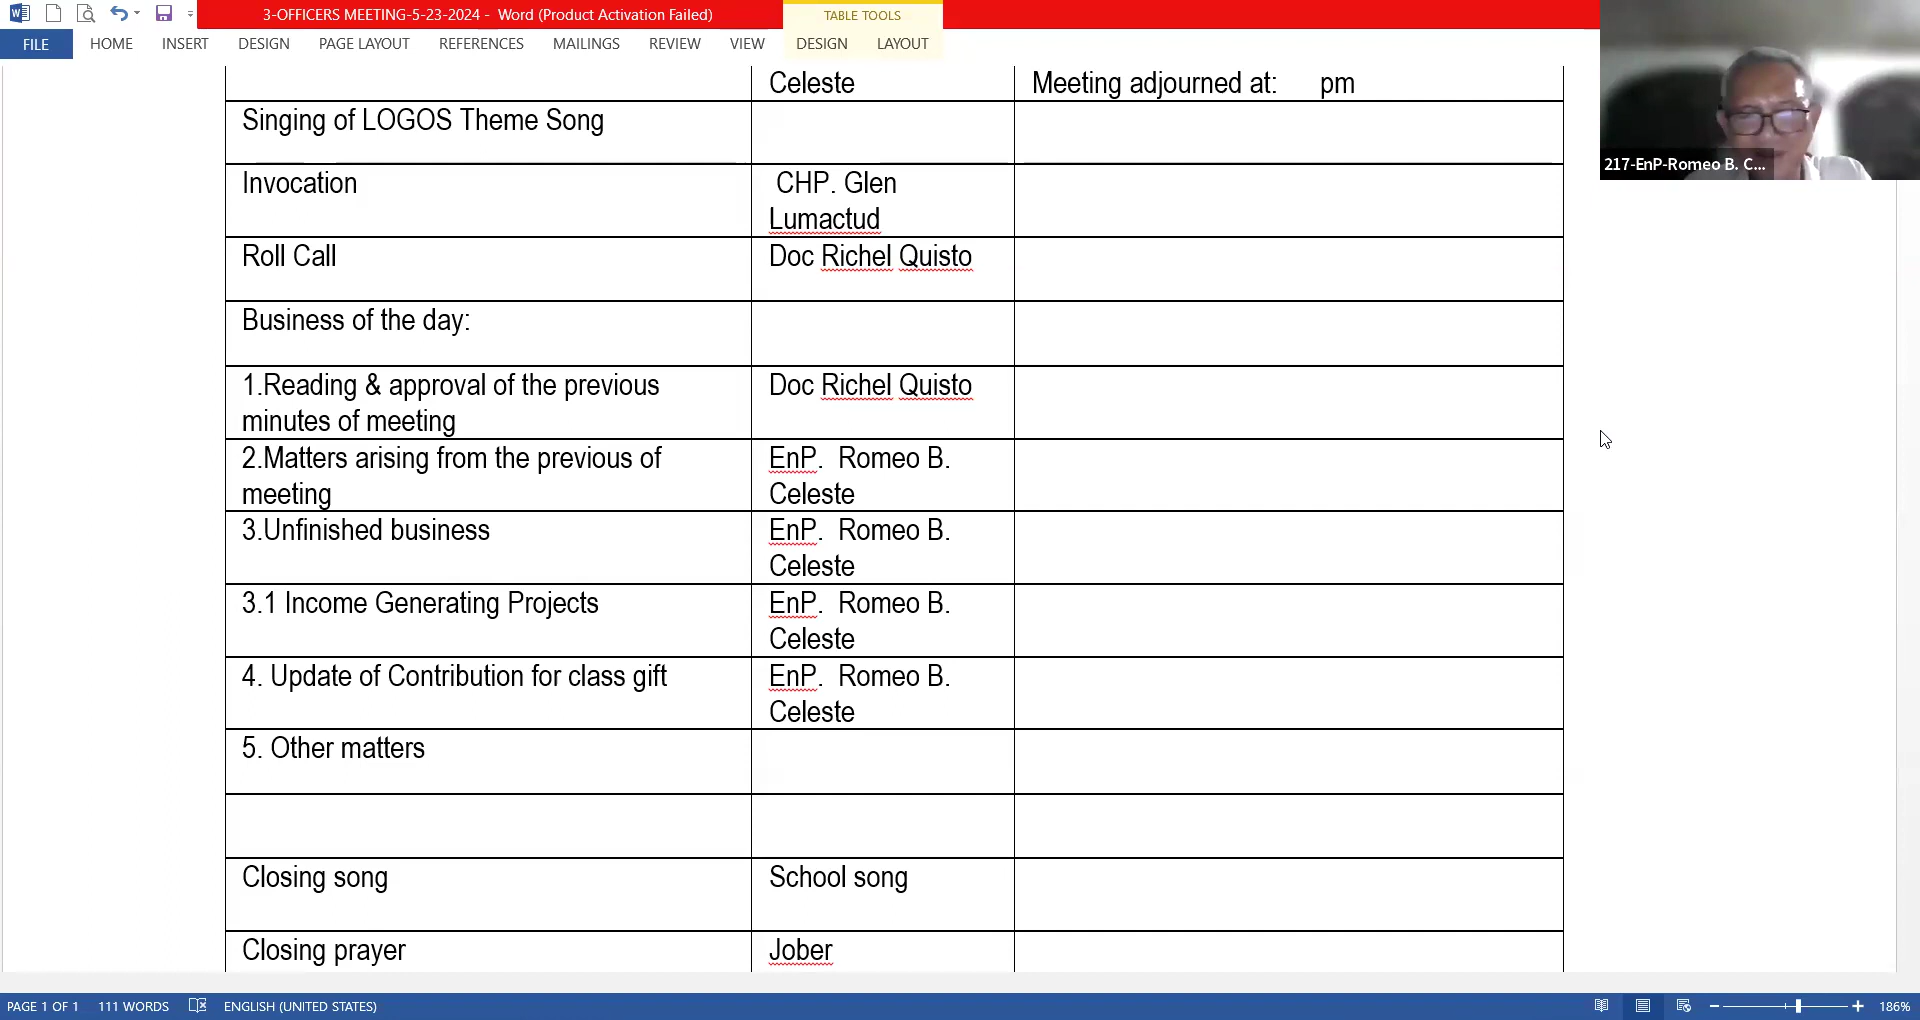 3-OFFICERS MEETING-5-23-2024 - Word (Product Activation Failed)
TABLE TOOLS
FILE HOME INSERT DESIGN PAGE LAYOUT REFERENCES MAILINGS REVIEW VIEW DESIGN LAYOUT
217-EnP-Romeo B. C...
Celeste Meeting adjourned at: pm
Singing of LOGOS Theme Song
Invocation CHP. Glen
Lumactud
Roll Call Doc Richel Quisto
Business of the day:
1.Reading & approval of the previous Doc Richel Quisto
minutes of meeting
2.Matters arising from the previous of EnP. Romeo B.
meeting Celeste
3.Unfinished business EnP. Romeo B.
Celeste
3.1 Income Generating Projects EnP. Romeo B.
Celeste
4. Update of Contribution for class gift EnP. Romeo B.
Celeste
5. Other matters
Closing song School song
Closing prayer Jober
PAGE 1 OF 1 111 WORDS ENGLISH (UNITED STATES) 186%